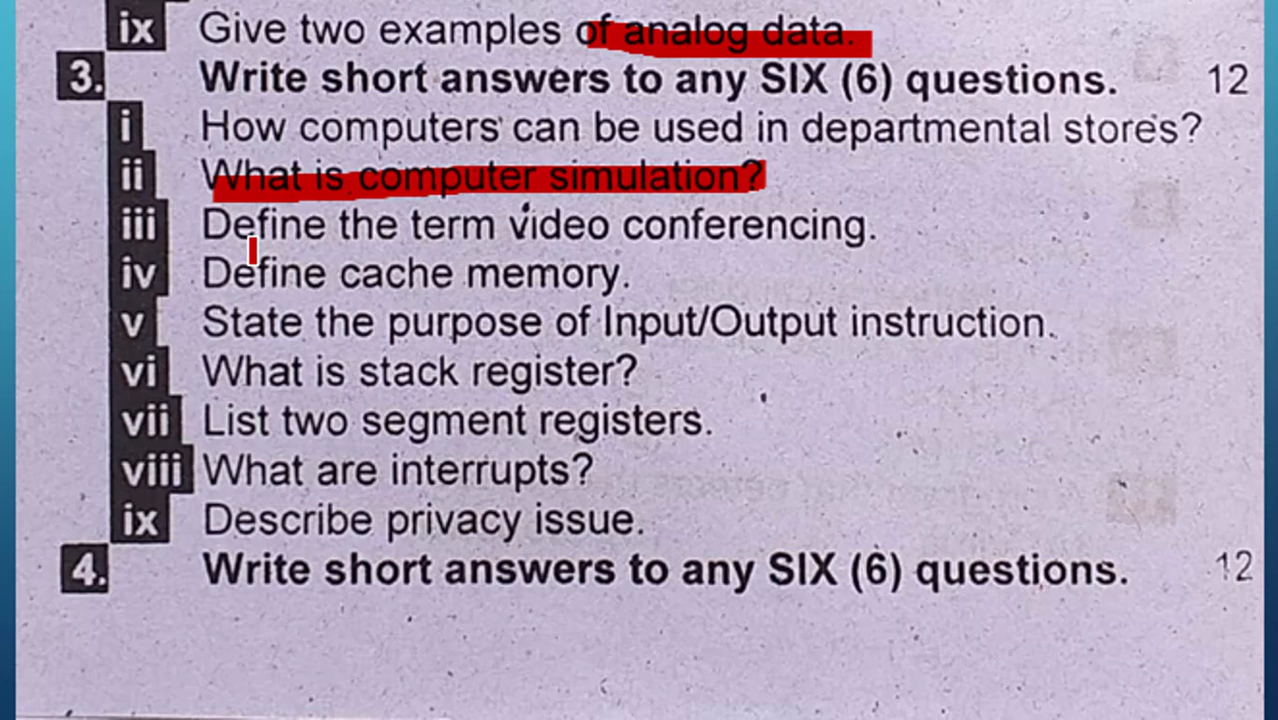 ix Give two examples of analog data.
3. Write short answers to any SIX (6) questions. 12
i How computers can be used in departmental stores?
ii What is computer simulation?
iii Define the term video conferencing.
iv Define cache memory.
v State the purpose of Input/Output instruction.
vi What is stack register?
vii List two segment registers.
viii What are interrupts?
ix Describe privacy issue.
4. Write short answers to any SIX (6) questions. 12